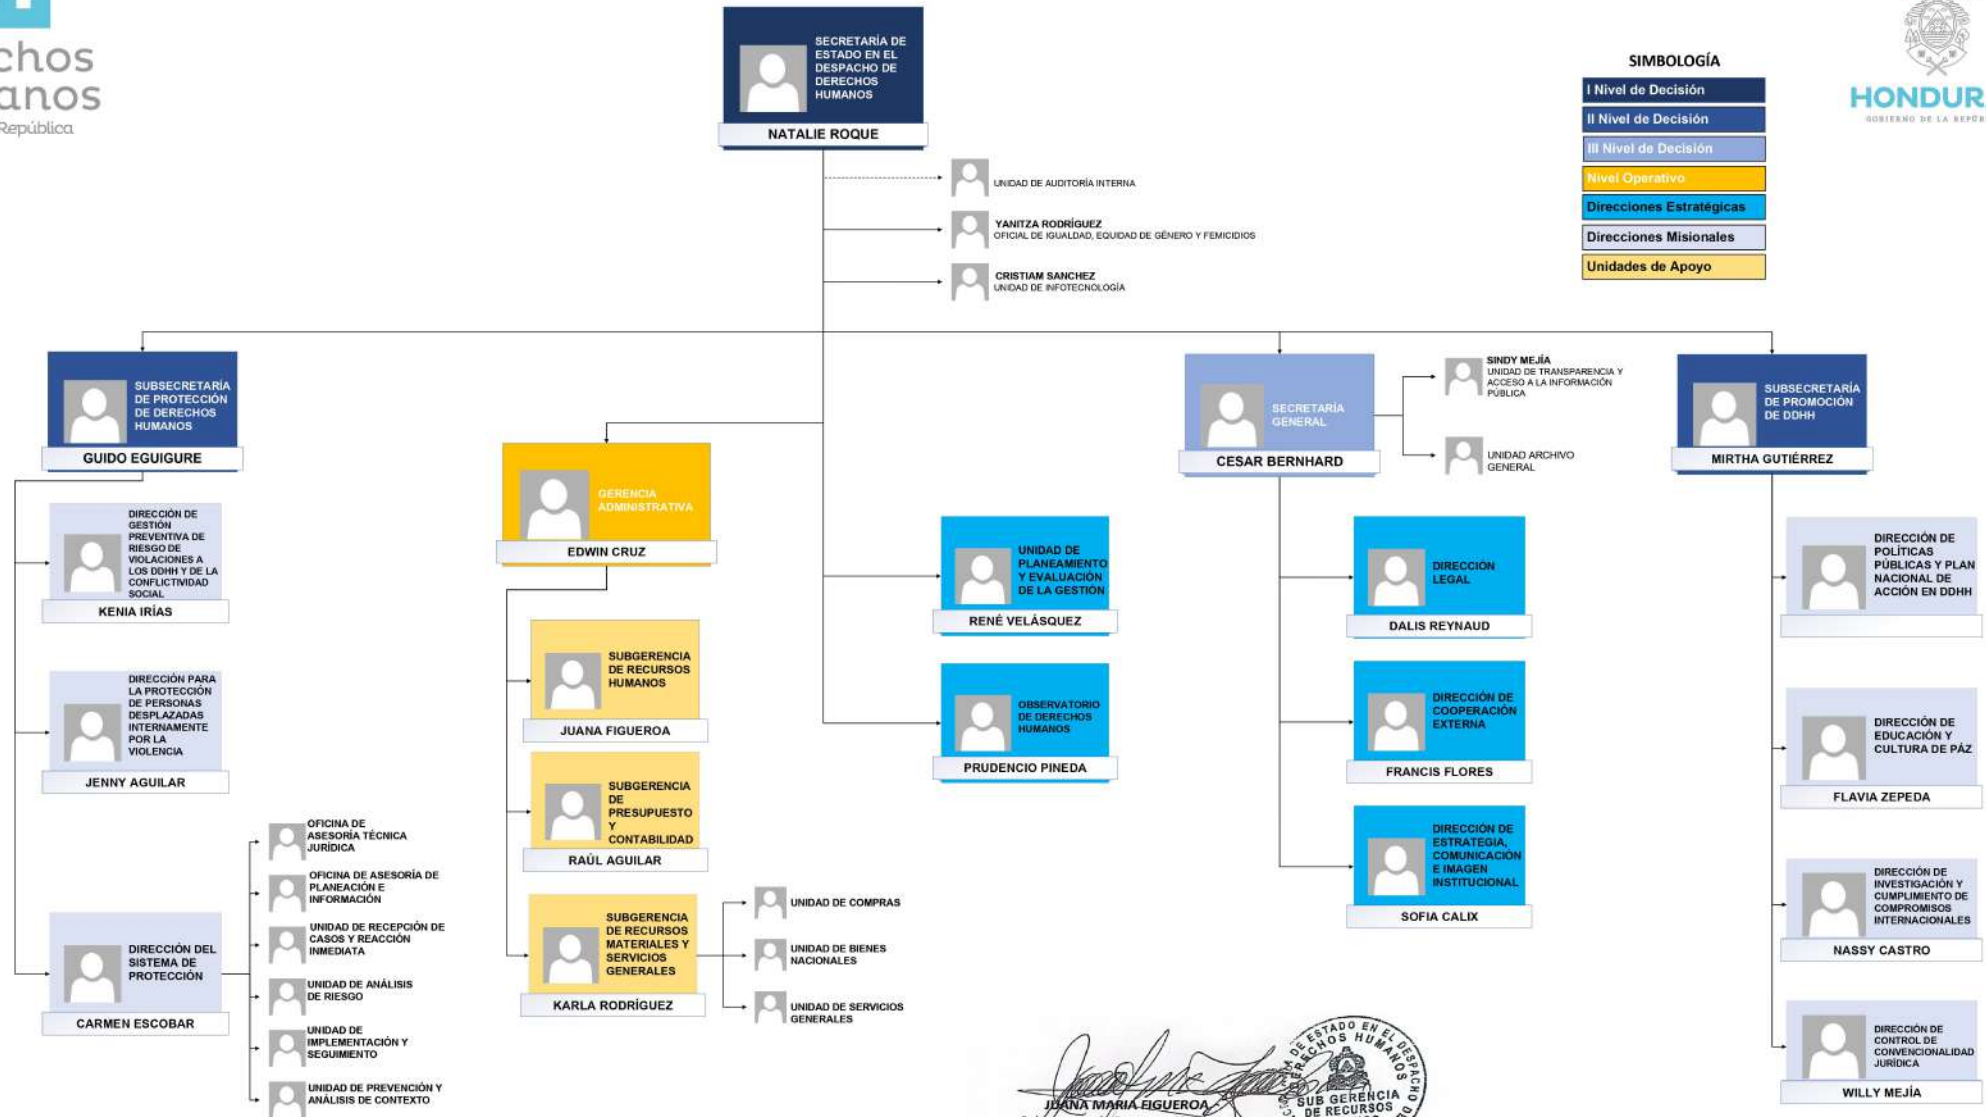 chos
anos
República
SECRETARÍA DE
ESTADO EN EL
DESPACHO DE
DERECHOS
HUMANOS
NATALIE ROQUE
SIMBOLOGÍA
I Nivel de Decisión
II Nivel de Decisión
III Nivel de Decisión
Nivel Operativo
Direcciones Estratégicas
Direcciones Misionales
Unidades de Apoyo
HONDUR
GOBIERNO DE LA REPÚB
UNIDAD DE AUDITORÍA INTERNA
YANITZA RODRÍGUEZ
OFICIAL DE IGUALDAD, EQUIDAD DE GÉNERO Y FEMICIDIOS
CRISTIAM SANCHEZ
UNIDAD DE INFOTECNOLOGÍA
SUBSECRETARÍA
DE PROTECCIÓN
DE DERECHOS
HUMANOS
GUIDO EGUIGURE
DIRECCIÓN DE
GESTIÓN
PREVENTIVA DE
RIESGO DE
VIOLACIONES A
LOS DDHH Y DE LA
CONFLICTIVIDAD
SOCIAL
KENIA IRÍAS
DIRECCIÓN PARA
LA PROTECCIÓN
DE PERSONAS
DESPLAZADAS
INTERNAMENTE
POR LA
VIOLENCIA
JENNY AGUILAR
DIRECCIÓN DEL
SISTEMA DE
PROTECCIÓN
CARMEN ESCOBAR
OFICINA DE
ASESORÍA TÉCNICA
JURÍDICA
OFICINA DE ASESORÍA DE
PLANEACIÓN E
INFORMACIÓN
UNIDAD DE RECEPCIÓN DE
CASOS Y REACCIÓN
INMEDIATA
UNIDAD DE ANÁLISIS
DE RIESGO
UNIDAD DE
IMPLEMENTACIÓN Y
SEGUIMIENTO
UNIDAD DE PREVENCIÓN Y
ANÁLISIS DE CONTEXTO
GERENCIA
ADMINISTRATIVA
EDWIN CRUZ
SUBGERENCIA
DE RECURSOS
HUMANOS
JUANA FIGUEROA
SUBGERENCIA
DE
PRESUPUESTO
Y
CONTABILIDAD
RAÚL AGUILAR
SUBGERENCIA
DE RECURSOS
MATERIALES Y
SERVICIOS
GENERALES
KARLA RODRÍGUEZ
UNIDAD DE COMPRAS
UNIDAD DE BIENES
NACIONALES
UNIDAD DE SERVICIOS
GENERALES
UNIDAD DE
PLANEAMIENTO
Y EVALUACIÓN
DE LA GESTIÓN
RENÉ VELÁSQUEZ
OBSERVATORIO
DE DERECHOS
HUMANOS
PRUDENCIO PINEDA
SECRETARÍA
GENERAL
CESAR BERNHARD
SINDY MEJÍA
UNIDAD DE TRANSPARENCIA Y
ACCESO A LA INFORMACIÓN
PÚBLICA
UNIDAD ARCHIVO
GENERAL
DIRECCIÓN
LEGAL
DALIS REYNAUD
DIRECCIÓN DE
COOPERACIÓN
EXTERNA
FRANCIS FLORES
DIRECCIÓN DE
ESTRATEGIA,
COMUNICACIÓN
E IMAGEN
INSTITUCIONAL
SOFIA CALIX
SUBSECRETARÍA
DE PROMOCIÓN
DE DDHH
MIRTHA GUTIÉRREZ
DIRECCIÓN DE
POLÍTICAS
PÚBLICAS Y PLAN
NACIONAL DE
ACCIÓN EN DDHH
DIRECCIÓN DE
EDUCACIÓN Y
CULTURA DE PÁZ
FLAVIA ZEPEDA
DIRECCIÓN DE
INVESTIGACIÓN Y
CUMPLIMIENTO DE
COMPROMISOS
INTERNACIONALES
NASSY CASTRO
DIRECCIÓN DE
CONTROL DE
CONVENCIONALIDAD
JURÍDICA
WILLY MEJÍA
JUANA MARIA FIGUEROA
DE ESTADO EN EL DESPACHO DE
DERECHOS HUMANOS
SUB GERENCIA
DE RECURSOS